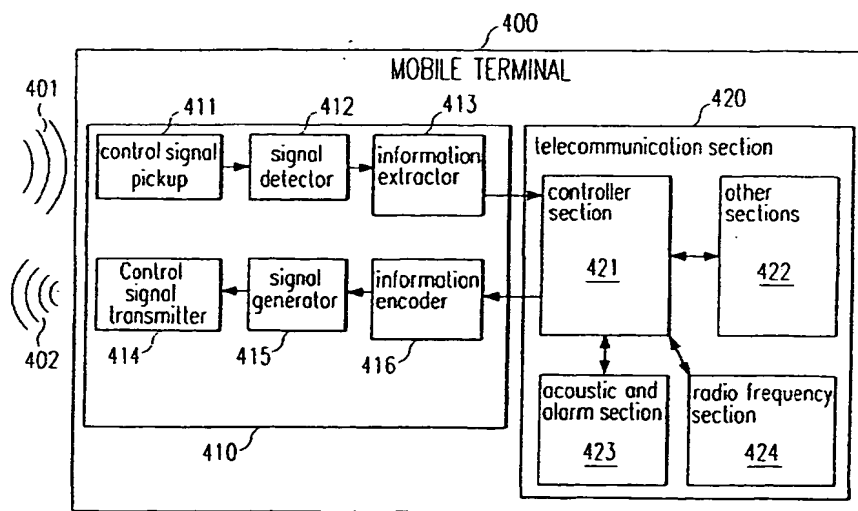 400
MOBILE TERMINAL
401
411
412
413
420
control signal
pickup
signal
detector
information
extractor
telecommunication section
controller
section
421
other
sections
422
Control
signal
transmitter
signal
generator
information
encoder
402
414
415
416
acoustic and
alarm section
423
radio frequency
section
424
410